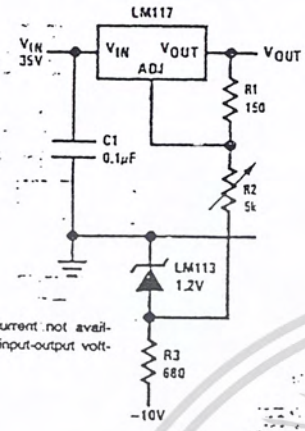 LM117
VIN
35V
VIN VOUT
ADJ
VOUT
R1
150
C1
0.1μF
R2
5k
LM113
1.2V
urrent not avail-
input-output volt-
R3
680
−10V